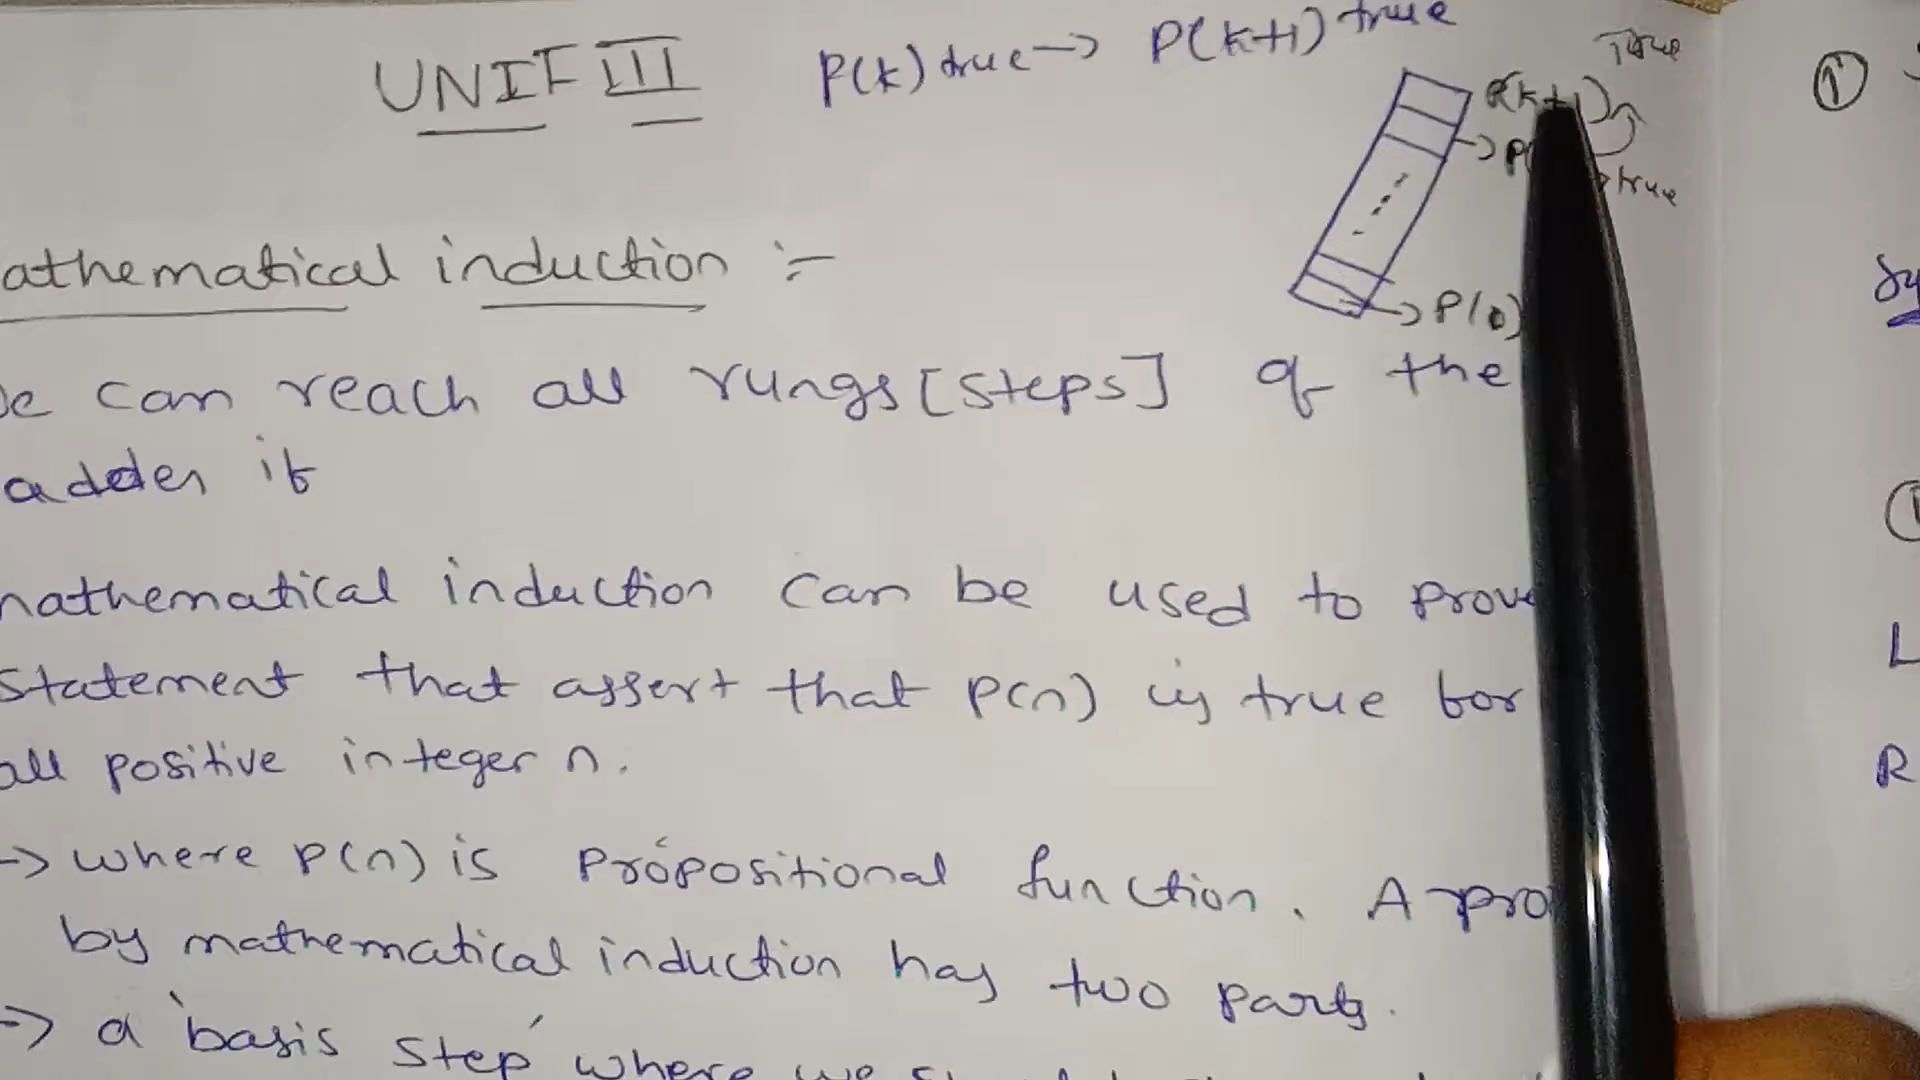 UNIT III P(k) true -> P(k+1) true
True
P(k+1)
-> P(
true
-> P(0)
athematical induction :-
can reach all rungs [steps] of the
adder if
mathematical induction can be used to prove
statement that assert that P(n) is true for
all positive integer n.
-> where P(n) is propositional function. A pro
by mathematical induction has two parts.
-> a 'basis step' where we
①
L
R